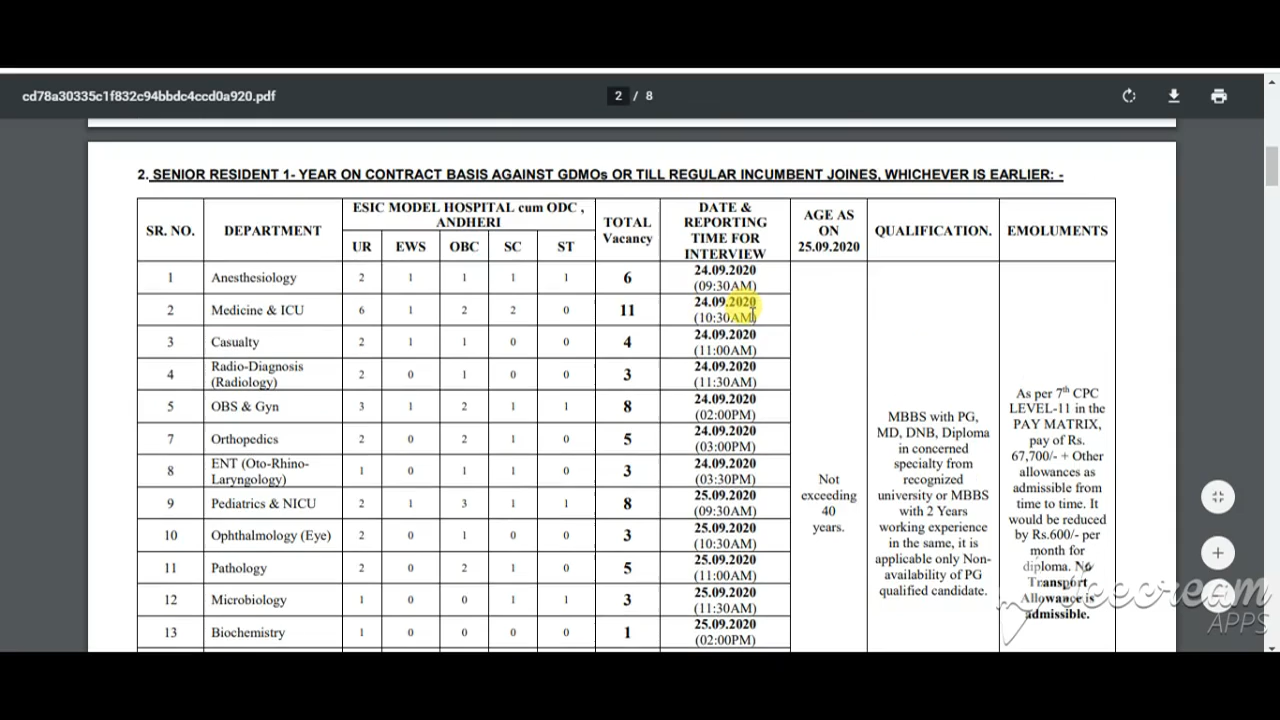 cd78a30335c1f832c94bbdc4ccd0a920.pdf
2 / 8
2. SENIOR RESIDENT 1- YEAR ON CONTRACT BASIS AGAINST GDMOs OR TILL REGULAR INCUMBENT JOINES, WHICHEVER IS EARLIER: -
SR. NO.
DEPARTMENT
ESIC MODEL HOSPITAL cum ODC ,
ANDHERI
UR EWS OBC SC ST
TOTAL
Vacancy
DATE &
REPORTING
TIME FOR
INTERVIEW
AGE AS
ON
25.09.2020
QUALIFICATION.
EMOLUMENTS
1 Anesthesiology 2 1 1 1 1 6 24.09.2020
(09:30AM)
2 Medicine & ICU 6 1 2 2 0 11 24.09.2020
(10:30AM)
3 Casualty 2 1 1 0 0 4 24.09.2020
(11:00AM)
4 Radio-Diagnosis 2 0 1 0 0 3 24.09.2020
(Radiology) (11:30AM)
5 OBS & Gyn 3 1 2 1 1 8 24.09.2020
(02:00PM)
7 Orthopedics 2 0 2 1 0 5 24.09.2020
(03:00PM)
8 ENT (Oto-Rhino- 1 0 1 1 0 3 24.09.2020
Laryngology) (03:30PM)
9 Pediatrics & NICU 2 1 3 1 1 8 25.09.2020
(09:30AM)
10 Ophthalmology (Eye) 2 0 1 0 0 3 25.09.2020
(10:30AM)
11 Pathology 2 0 2 1 0 5 25.09.2020
(11:00AM)
12 Microbiology 1 0 0 1 1 3 25.09.2020
(11:30AM)
13 Biochemistry 1 0 0 0 0 1 25.09.2020
(02:00PM)
Not
exceeding
40
years.
MBBS with PG,
MD, DNB, Diploma
in concerned
specialty from
recognized
university or MBBS
with 2 Years
working experience
in the same, it is
applicable only Non-
availability of PG
qualified candidate.
As per 7th CPC
LEVEL-11 in the
PAY MATRIX,
pay of Rs.
67,700/- + Other
allowances as
admissible from
time to time. It
would be reduced
by Rs.600/- per
month for
diploma. No
Transport
Allowance is
admissible.
Icecream
APPS